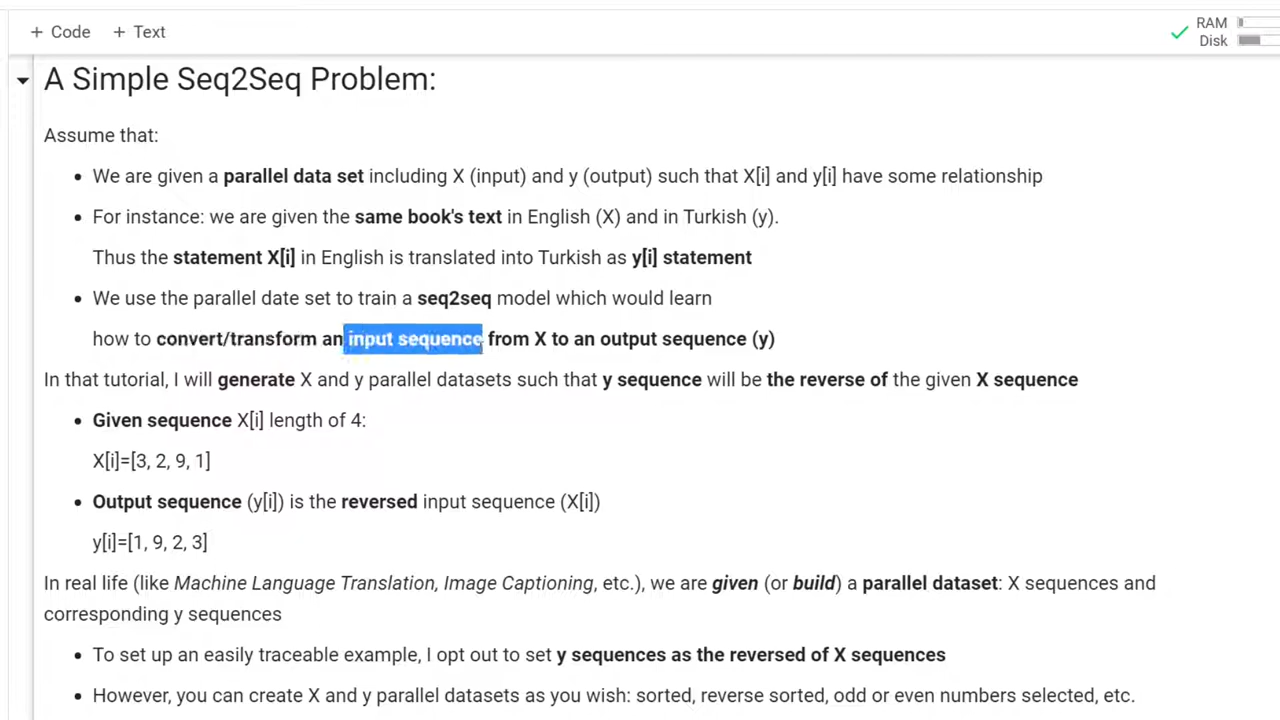 + Code + Text
RAM
Disk
A Simple Seq2Seq Problem:
Assume that:
• We are given a parallel data set including X (input) and y (output) such that X[i] and y[i] have some relationship
• For instance: we are given the same book's text in English (X) and in Turkish (y).
Thus the statement X[i] in English is translated into Turkish as y[i] statement
• We use the parallel date set to train a seq2seq model which would learn
how to convert/transform an input sequence from X to an output sequence (y)
In that tutorial, I will generate X and y parallel datasets such that y sequence will be the reverse of the given X sequence
• Given sequence X[i] length of 4:
X[i]=[3, 2, 9, 1]
• Output sequence (y[i]) is the reversed input sequence (X[i])
y[i]=[1, 9, 2, 3]
In real life (like Machine Language Translation, Image Captioning, etc.), we are given (or build) a parallel dataset: X sequences and
corresponding y sequences
• To set up an easily traceable example, I opt out to set y sequences as the reversed of X sequences
• However, you can create X and y parallel datasets as you wish: sorted, reverse sorted, odd or even numbers selected, etc.